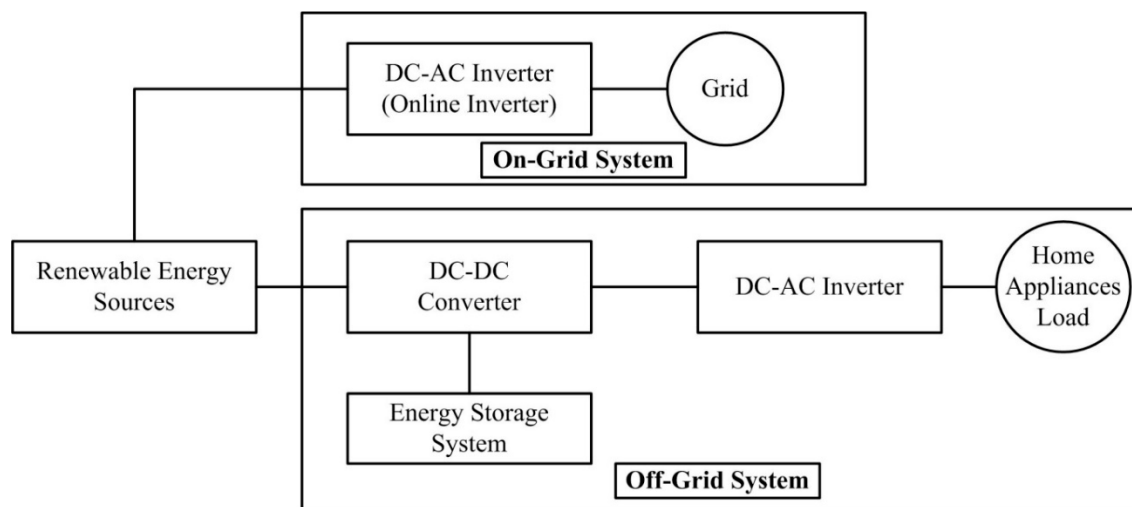 DC-AC Inverter
(Online Inverter)
Grid
On-Grid System
Renewable Energy
Sources
DC-DC
Converter
DC-AC Inverter
Home
Appliances
Load
Energy Storage
System
Off-Grid System